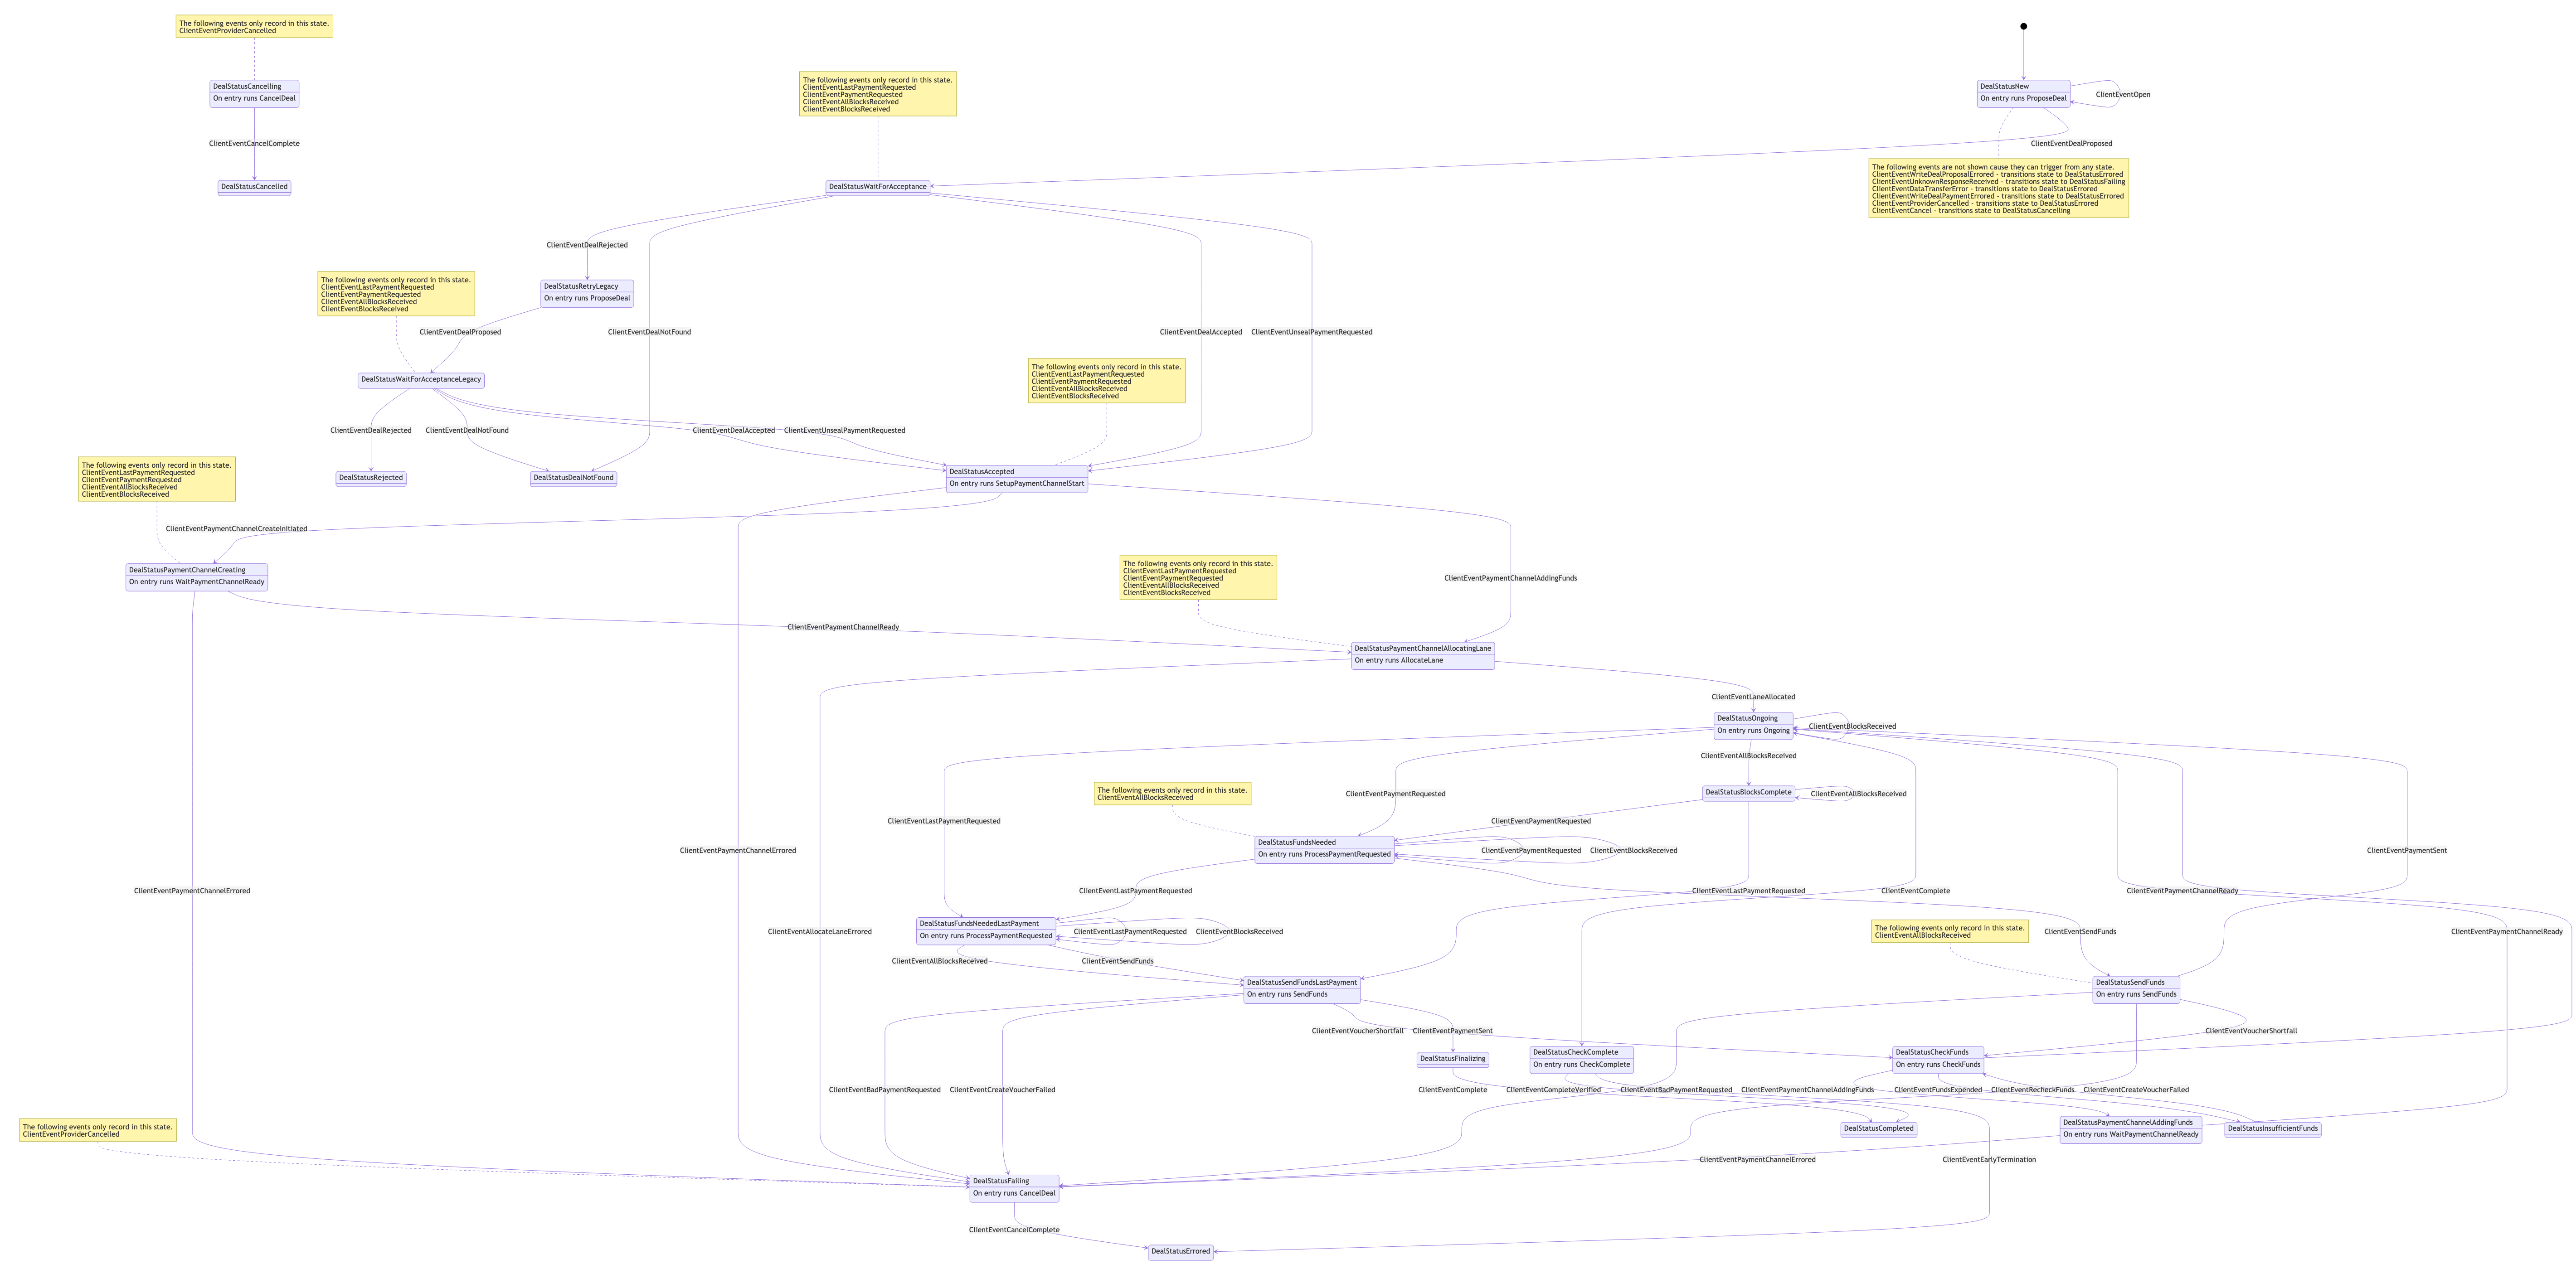 The following events only record in this state.
ClientEventProviderCancelled
DealStatusCancelling
On entry runs CancelDeal
ClientEventCancelComplete
DealStatusCancelled
The following events only record in this state.
ClientEventLastPaymentRequested
ClientEventPaymentRequested
ClientEventAllBlocksReceived
ClientEventBlocksReceived
DealStatusNew
On entry runs ProposeDeal
ClientEventOpen
ClientEventDealProposed
The following events are not shown cause they can trigger from any state.
ClientEventWriteDealProposalErrored - transitions state to DealStatusErrored
ClientEventUnknownResponseReceived - transitions state to DealStatusFailing
ClientEventDataTransferError - transitions state to DealStatusErrored
ClientEventWriteDealPaymentErrored - transitions state to DealStatusErrored
ClientEventProviderCancelled - transitions state to DealStatusErrored
ClientEventCancel - transitions state to DealStatusCancelling
DealStatusWaitForAcceptance
ClientEventDealRejected
The following events only record in this state.
ClientEventLastPaymentRequested
ClientEventPaymentRequested
ClientEventAllBlocksReceived
ClientEventBlocksReceived
DealStatusRetryLegacy
On entry runs ProposeDeal
ClientEventDealProposed
ClientEventDealNotFound
ClientEventDealAccepted
ClientEventUnsealPaymentRequested
DealStatusWaitForAcceptanceLegacy
The following events only record in this state.
ClientEventLastPaymentRequested
ClientEventPaymentRequested
ClientEventAllBlocksReceived
ClientEventBlocksReceived
ClientEventDealRejected
ClientEventDealNotFound
ClientEventDealAccepted
ClientEventUnsealPaymentRequested
The following events only record in this state.
ClientEventLastPaymentRequested
ClientEventPaymentRequested
ClientEventAllBlocksReceived
ClientEventBlocksReceived
DealStatusRejected
DealStatusDealNotFound
DealStatusAccepted
On entry runs SetupPaymentChannelStart
ClientEventPaymentChannelCreateInitiated
DealStatusPaymentChannelCreating
On entry runs WaitPaymentChannelReady
The following events only record in this state.
ClientEventLastPaymentRequested
ClientEventPaymentRequested
ClientEventAllBlocksReceived
ClientEventBlocksReceived
ClientEventPaymentChannelAddingFunds
ClientEventPaymentChannelReady
DealStatusPaymentChannelAllocatingLane
On entry runs AllocateLane
ClientEventLaneAllocated
DealStatusOngoing
On entry runs Ongoing
ClientEventBlocksReceived
ClientEventAllBlocksReceived
The following events only record in this state.
ClientEventAllBlocksReceived
ClientEventPaymentRequested
DealStatusBlocksComplete
ClientEventAllBlocksReceived
ClientEventLastPaymentRequested
ClientEventPaymentRequested
DealStatusFundsNeeded
On entry runs ProcessPaymentRequested
ClientEventPaymentRequested
ClientEventBlocksReceived
ClientEventPaymentSent
ClientEventPaymentChannelErrored
ClientEventPaymentChannelErrored
ClientEventLastPaymentRequested
ClientEventLastPaymentRequested
ClientEventComplete
ClientEventPaymentChannelReady
DealStatusFundsNeededLastPayment
On entry runs ProcessPaymentRequested
ClientEventLastPaymentRequested
ClientEventBlocksReceived
The following events only record in this state.
ClientEventAllBlocksReceived
ClientEventSendFunds
ClientEventPaymentChannelReady
ClientEventAllocateLaneErrored
ClientEventAllBlocksReceived
ClientEventSendFunds
DealStatusSendFundsLastPayment
On entry runs SendFunds
DealStatusSendFunds
On entry runs SendFunds
ClientEventVoucherShortfall
ClientEventPaymentSent
ClientEventVoucherShortfall
DealStatusFinalizing
DealStatusCheckComplete
On entry runs CheckComplete
DealStatusCheckFunds
On entry runs CheckFunds
ClientEventBadPaymentRequested
ClientEventCreateVoucherFailed
ClientEventComplete
ClientEventCompleteVerified
ClientEventBadPaymentRequested
ClientEventPaymentChannelAddingFunds
ClientEventFundsExpended
ClientEventRecheckFunds
ClientEventCreateVoucherFailed
The following events only record in this state.
ClientEventProviderCancelled
DealStatusCompleted
DealStatusPaymentChannelAddingFunds
On entry runs WaitPaymentChannelReady
DealStatusInsufficientFunds
ClientEventPaymentChannelErrored
ClientEventEarlyTermination
DealStatusFailing
On entry runs CancelDeal
ClientEventCancelComplete
DealStatusErrored